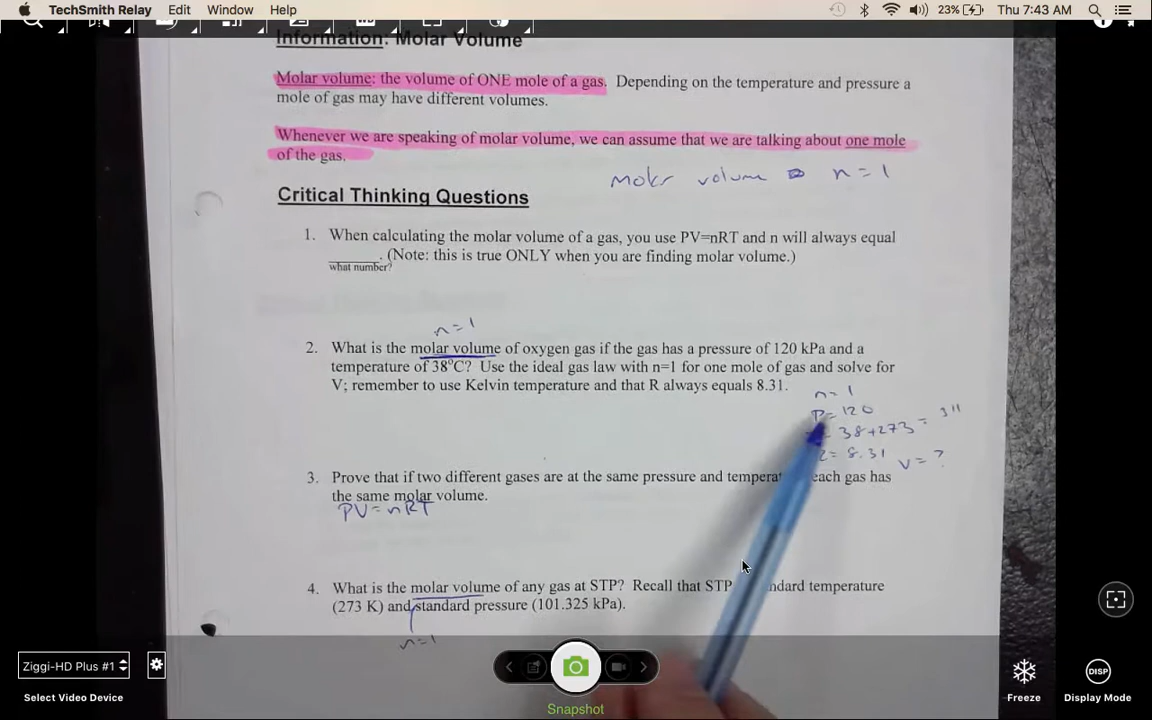 TechSmith Relay Edit Window Help 23% Thu 7:43 AM
Information: Molar Volume
Molar volume: the volume of ONE mole of a gas. Depending on the temperature and pressure a
mole of gas may have different volumes.
Whenever we are speaking of molar volume, we can assume that we are talking about one mole
of the gas.
molar volume n=1
Critical Thinking Questions
1. When calculating the molar volume of a gas, you use PV=nRT and n will always equal
______. (Note: this is true ONLY when you are finding molar volume.)
what number?
n=1
2. What is the molar volume of oxygen gas if the gas has a pressure of 120 kPa and a
temperature of 38°C? Use the ideal gas law with n=1 for one mole of gas and solve for
V; remember to use Kelvin temperature and that R always equals 8.31.
n=1
P=120
= 38+273 = 311
= 8.31 V=?
3. Prove that if two different gases are at the same pressure and each gas has
the same molar volume.
PV=nRT
4. What is the molar volume of any gas at STP? Recall that STP temperature
(273 K) and standard pressure (101.325 kPa).
n=1
Ziggi-HD Plus #1
Select Video Device
Snapshot
Freeze
DISP
Display Mode